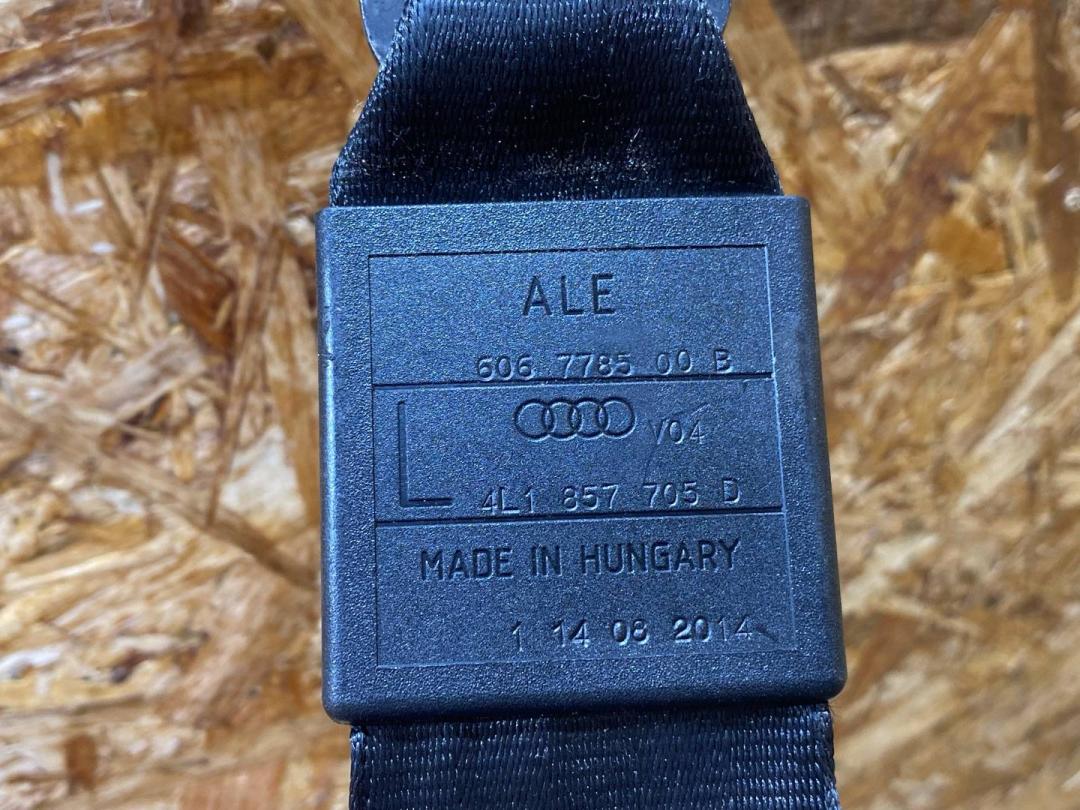 ALE
606 7785 00 B
V04
L
4L1 857 705 D
MADE IN HUNGARY
1 14 08 2014